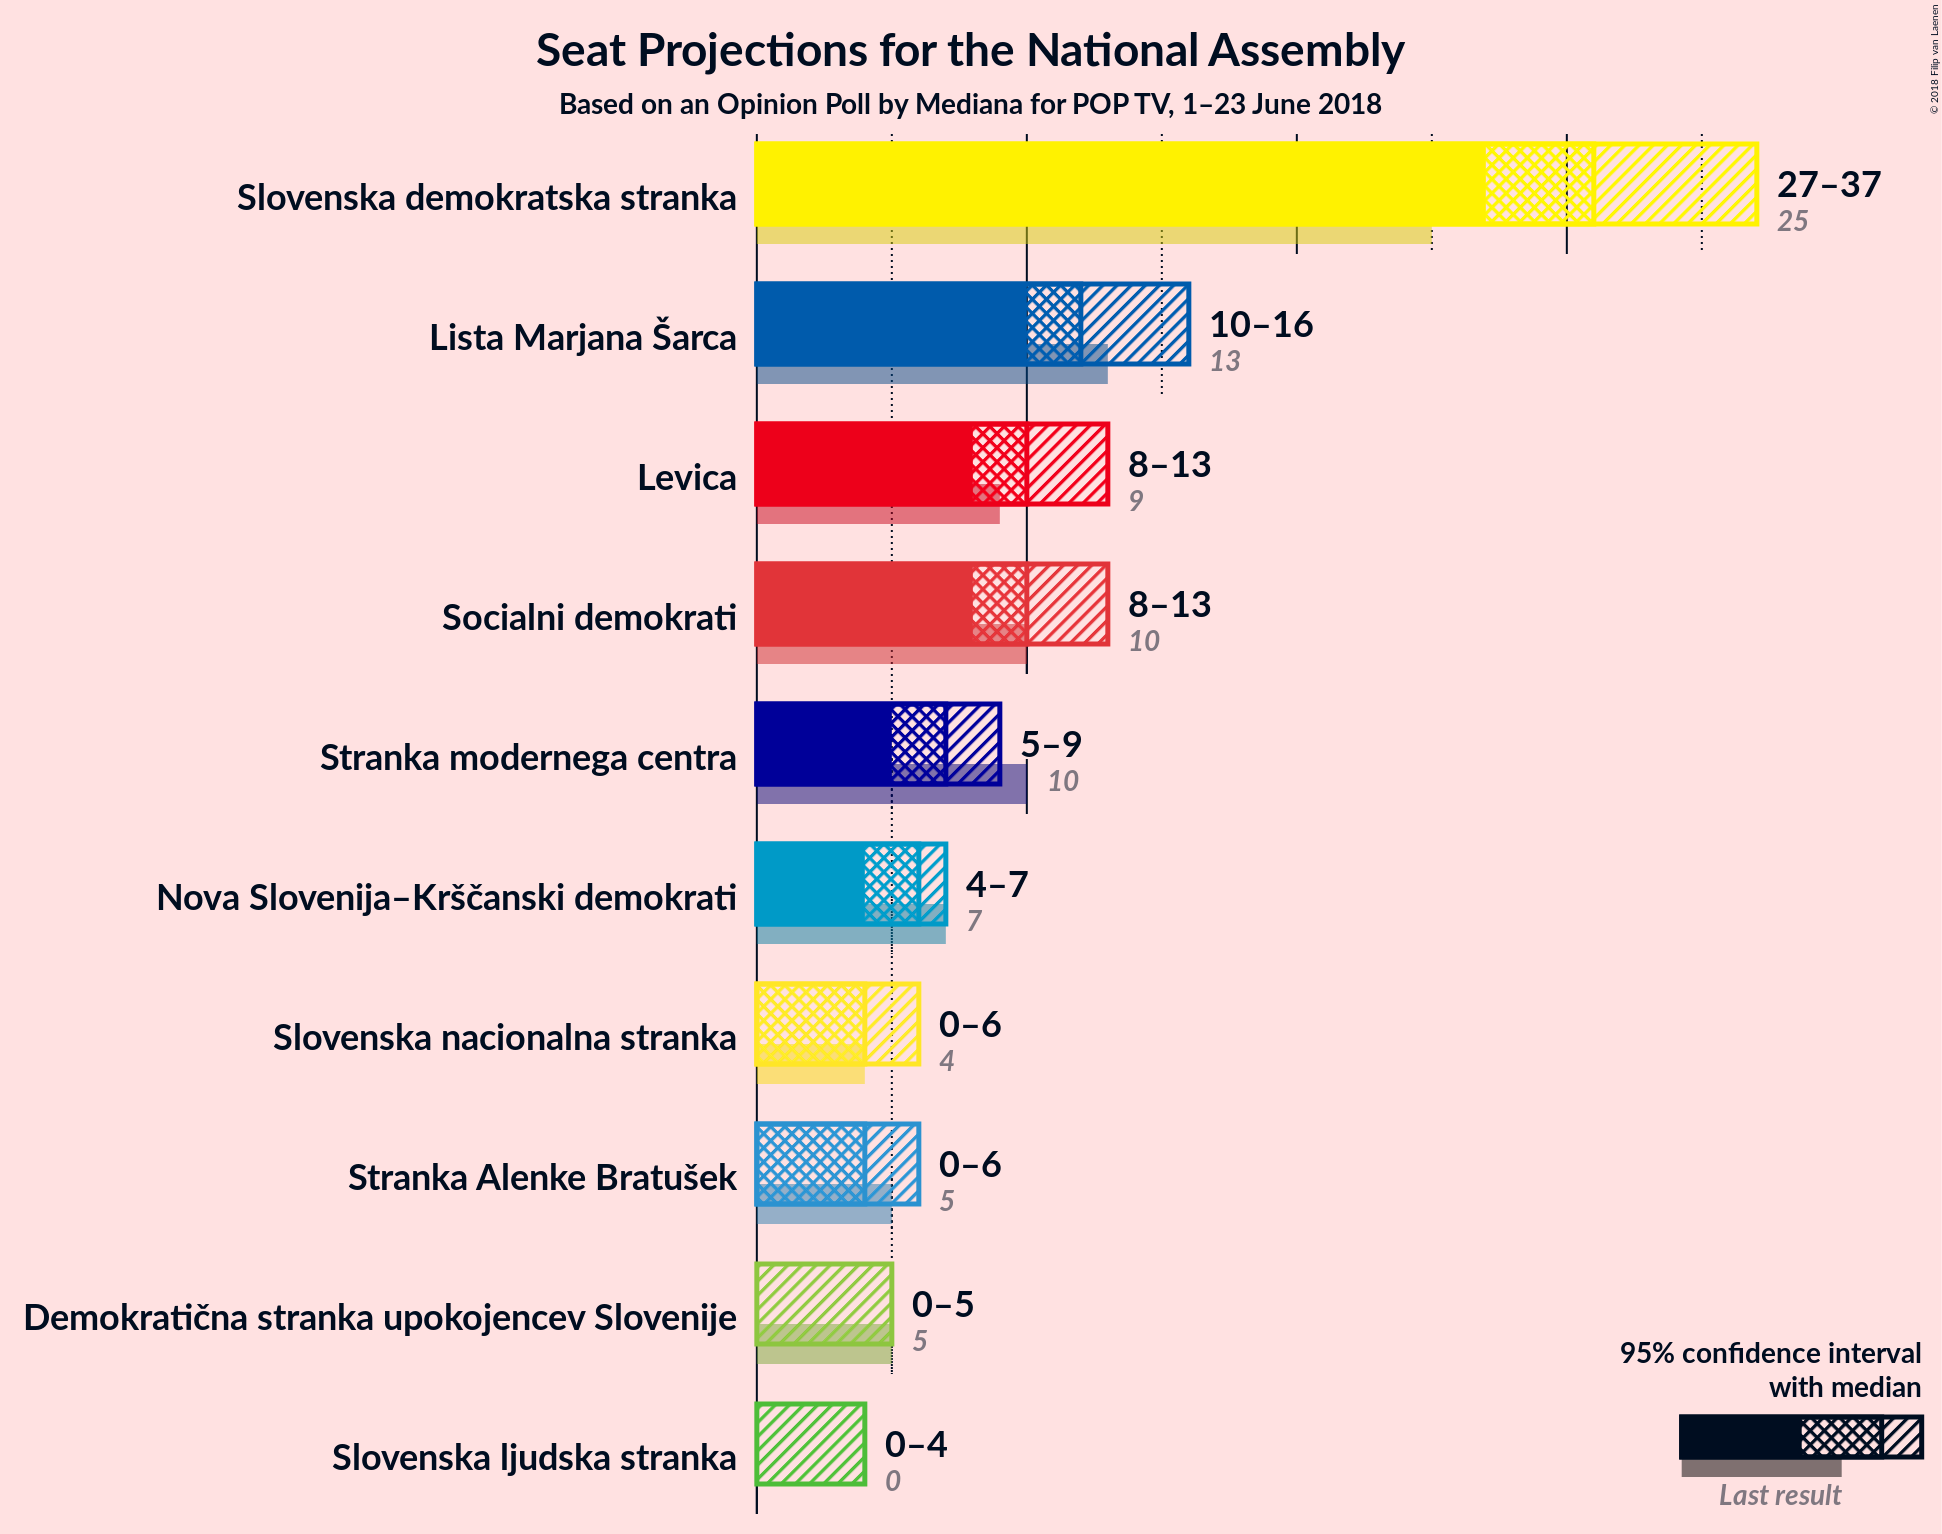 Seat Projections for the National Assembly
Based on an Opinion Poll by Mediana for POP TV, 1–23 June 2018
© 2018 Filip van Laenen
Slovenska demokratska stranka
27–37
25
Lista Marjana Šarca
10–16
13
Levica
8–13
9
Socialni demokrati
8–13
10
Stranka modernega centra
5–9
10
Nova Slovenija–Krščanski demokrati
4–7
7
Slovenska nacionalna stranka
0–6
4
Stranka Alenke Bratušek
0–6
5
Demokratična stranka upokojencev Slovenije
0–5
5
Slovenska ljudska stranka
0–4
0
95% confidence interval
with median
Last result